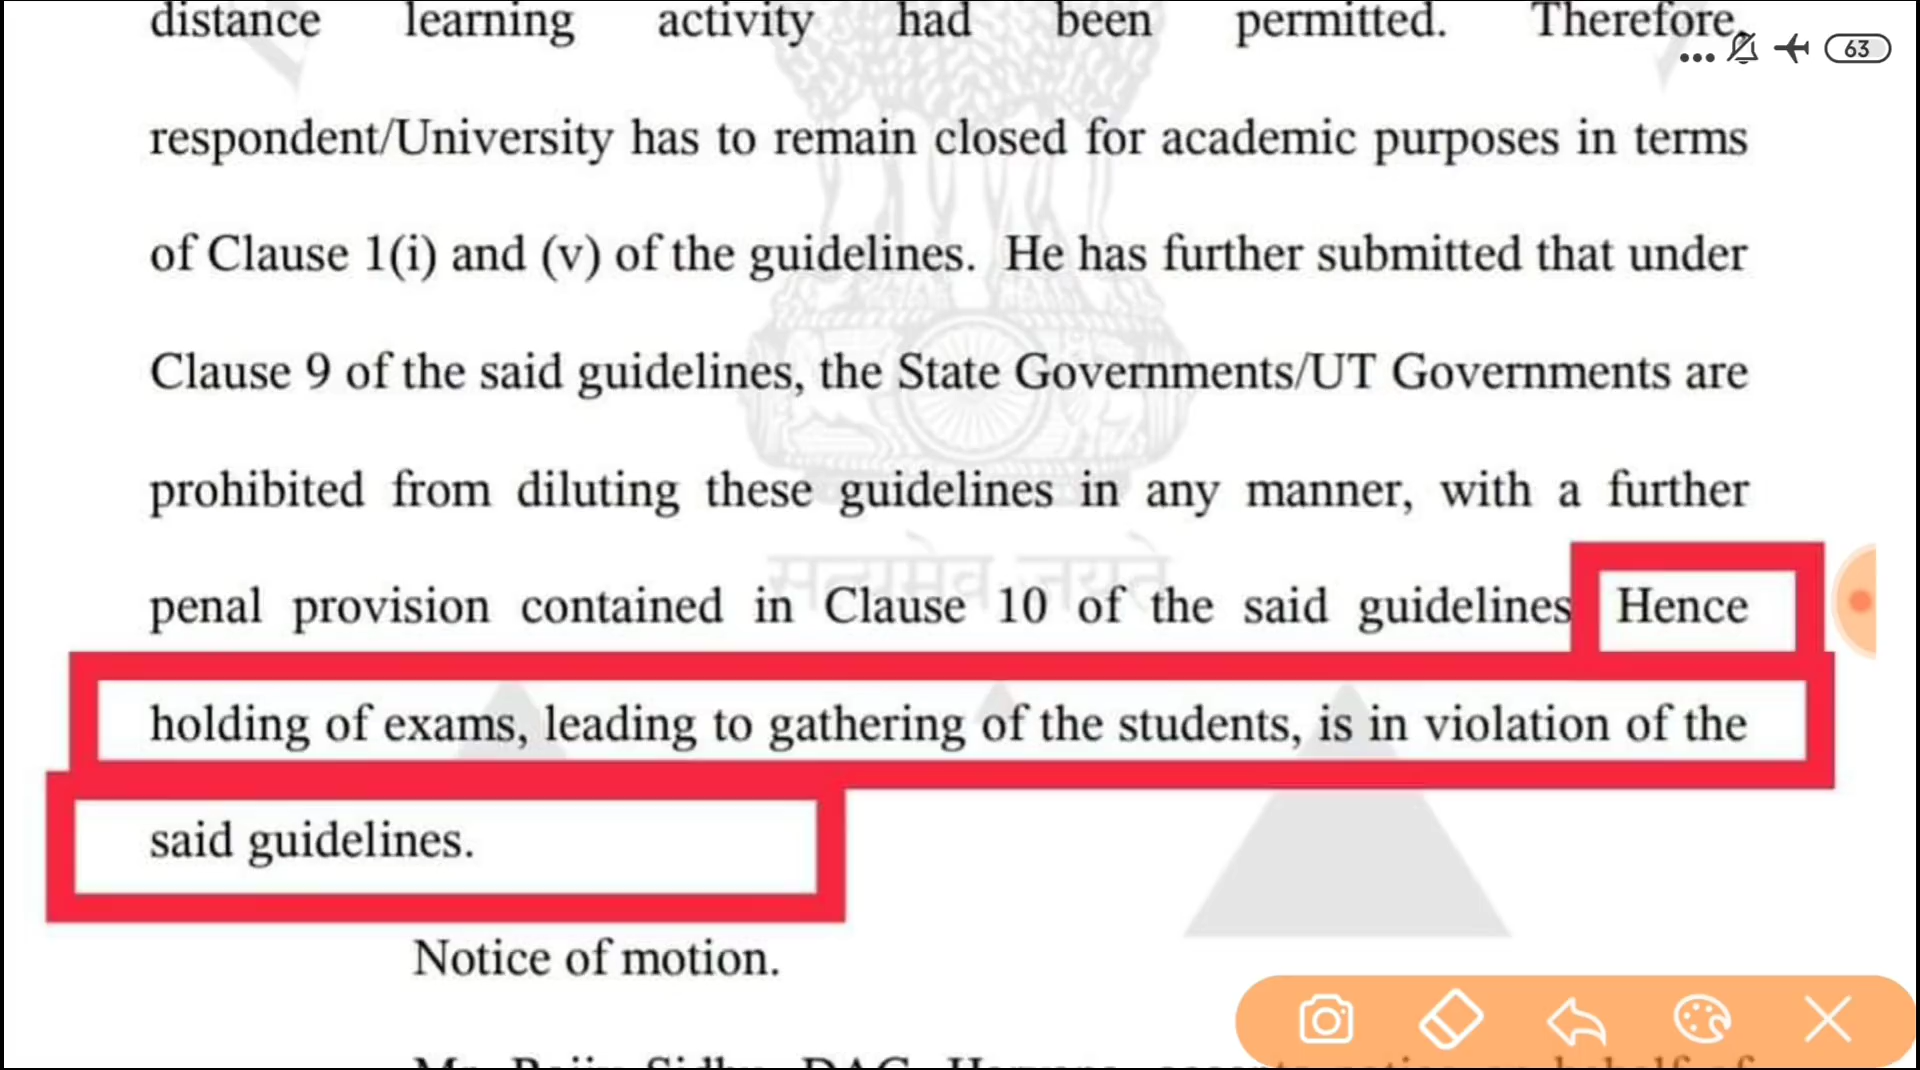 distance learning activity had been permitted. Therefore,
63
respondent/University has to remain closed for academic purposes in terms
of Clause 1(i) and (v) of the guidelines. He has further submitted that under
Clause 9 of the said guidelines, the State Governments/UT Governments are
prohibited from diluting these guidelines in any manner, with a further
सत्यमेव जयते
penal provision contained in Clause 10 of the said guidelines Hence
holding of exams, leading to gathering of the students, is in violation of the
said guidelines.
Notice of motion.